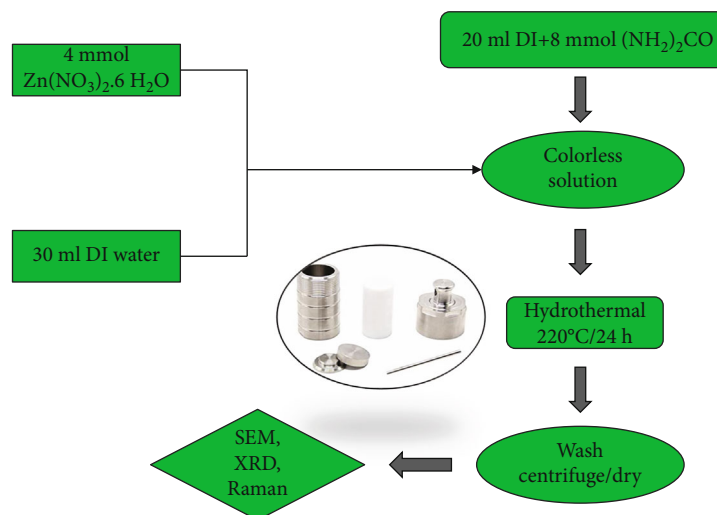 4 mmol
Zn(NO₃)₂.6 H₂O
20 ml DI+8 mmol (NH₂)₂CO
Colorless
solution
30 ml DI water
Hydrothermal
220°C/24 h
SEM,
XRD,
Raman
Wash
centrifuge/dry